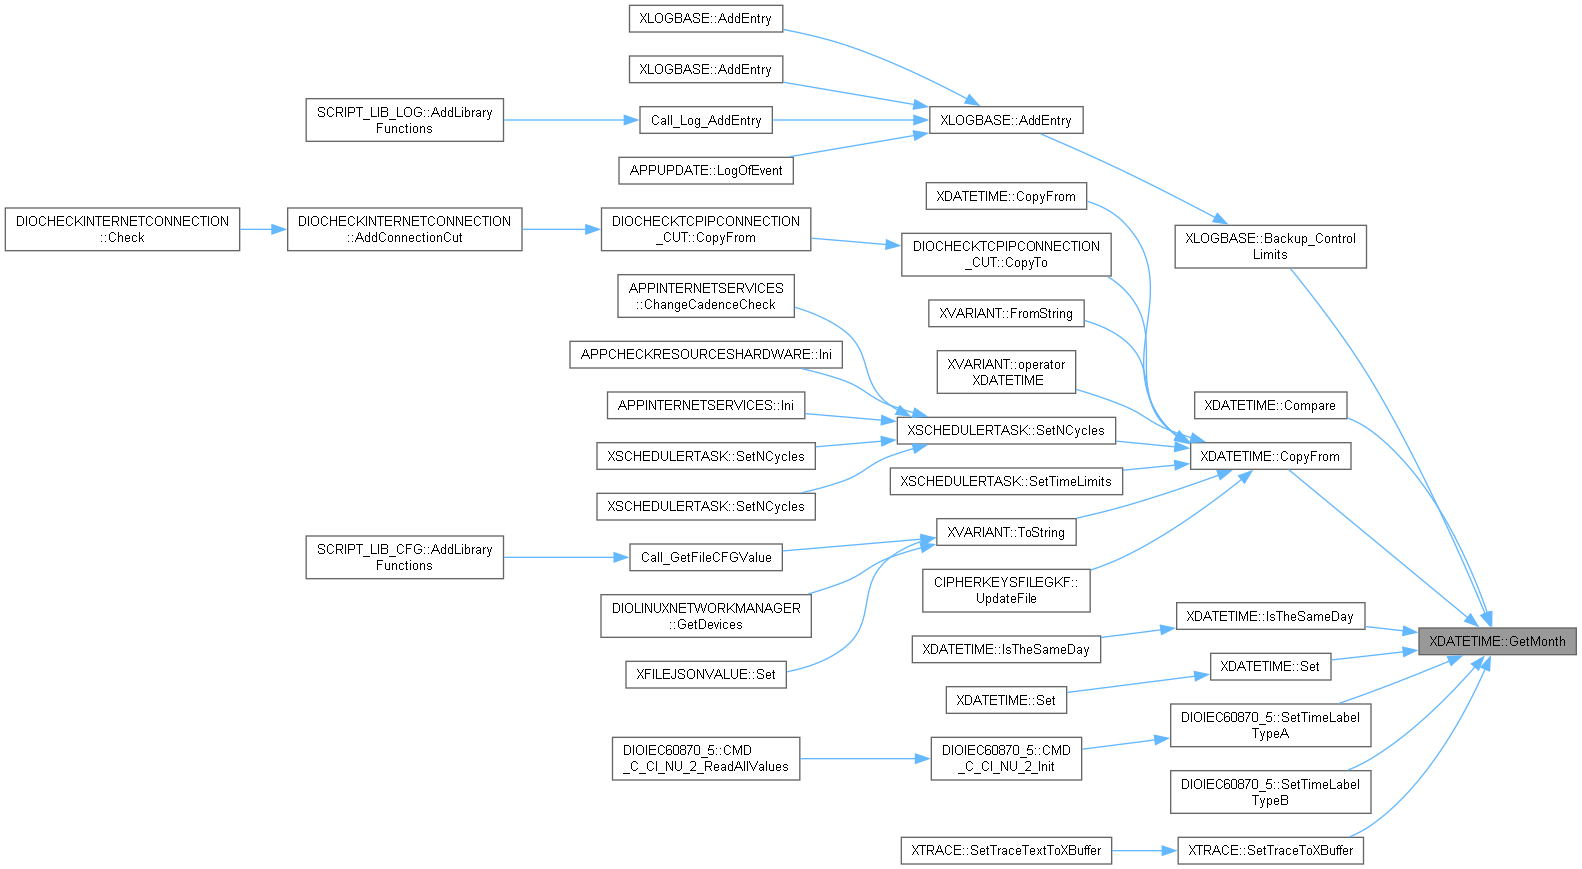 XLOGBASE::AddEntry
XLOGBASE::AddEntry
SCRIPT_LIB_LOG::AddLibrary
Functions
Call_Log_AddEntry
XLOGBASE::AddEntry
APPUPDATE::LogOfEvent
XDATETIME::CopyFrom
DIOCHECKINTERNETCONNECTION
::Check
DIOCHECKINTERNETCONNECTION
::AddConnectionCut
DIOCHECKTCPIPCONNECTION
_CUT::CopyFrom
DIOCHECKTCPIPCONNECTION
_CUT::CopyTo
XLOGBASE::Backup_Control
Limits
APPINTERNETSERVICES
::ChangeCadenceCheck
XVARIANT::FromString
APPCHECKRESOURCESHARDWARE::Ini
XVARIANT::operator
XDATETIME
APPINTERNETSERVICES::Ini
XDATETIME::Compare
XSCHEDULERTASK::SetNCycles
XSCHEDULERTASK::SetNCycles
XDATETIME::CopyFrom
XSCHEDULERTASK::SetTimeLimits
XSCHEDULERTASK::SetNCycles
XVARIANT::ToString
SCRIPT_LIB_CFG::AddLibrary
Functions
Call_GetFileCFGValue
CIPHERKEYSFILEGKF::
UpdateFile
DIOLINUXNETWORKMANAGER
::GetDevices
XDATETIME::IsTheSameDay
XDATETIME::GetMonth
XDATETIME::IsTheSameDay
XFILEJSONVALUE::Set
XDATETIME::Set
XDATETIME::Set
DIOIEC60870_5::SetTimeLabel
TypeA
DIOIEC60870_5::CMD
_C_CI_NU_2_ReadAllValues
DIOIEC60870_5::CMD
_C_CI_NU_2_Init
DIOIEC60870_5::SetTimeLabel
TypeB
XTRACE::SetTraceTextToXBuffer
XTRACE::SetTraceToXBuffer